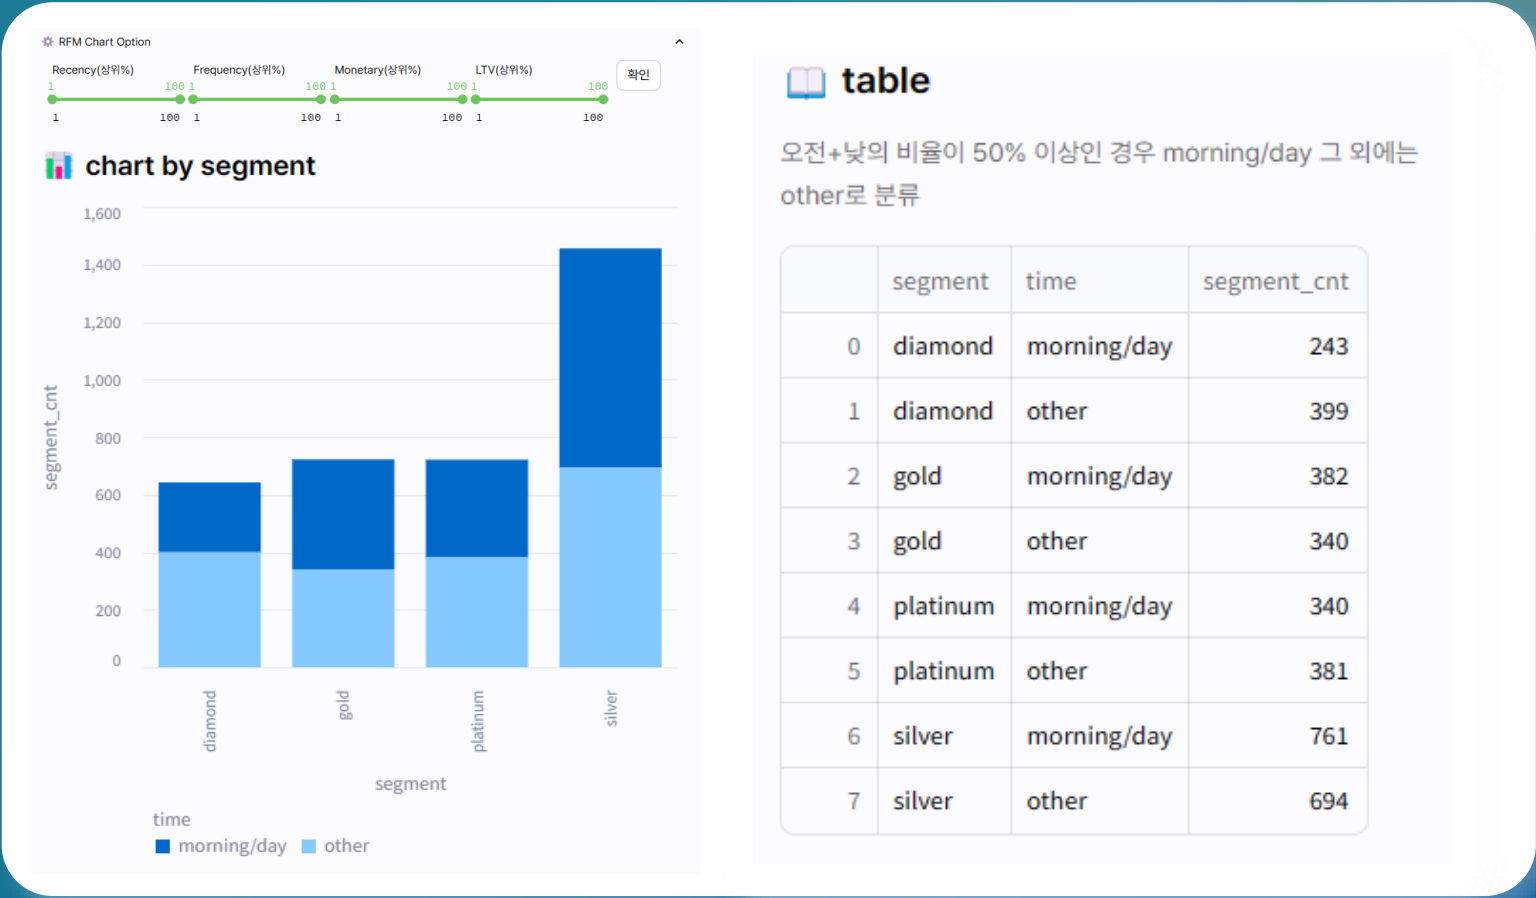 RFM Chart Option
Recency(상위%) Frequency(상위%) Monetary(상위%) LTV(상위%) 확인
1 100 1 100 1 100 1 100
1 100 1 100 1 100 1 100
chart by segment
1,600
1,400
1,200
1,000
800
600
400
200
0
segment_cnt
diamond gold platinum silver
segment
time
morning/day other
table
오전+낮의 비율이 50% 이상인 경우 morning/day 그 외에는
other로 분류
segment time segment_cnt
0 diamond morning/day 243
1 diamond other 399
2 gold morning/day 382
3 gold other 340
4 platinum morning/day 340
5 platinum other 381
6 silver morning/day 761
7 silver other 694